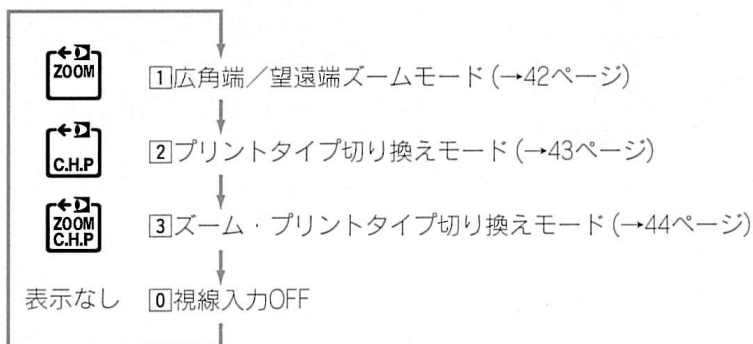 ZOOM
1広角端／望遠端ズームモード(→42ページ)
C.H.P
2プリントタイプ切り換えモード(→43ページ)
ZOOM
C.H.P
3ズーム・プリントタイプ切り換えモード(→44ページ)
表示なし 0視線入力OFF